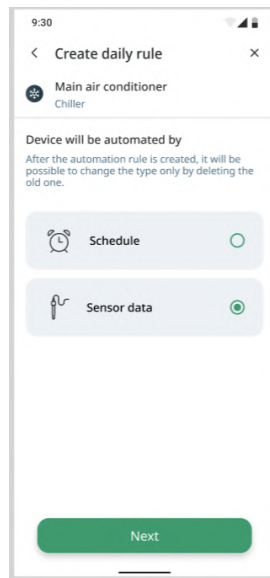 9:30
Create daily rule
Main air conditioner
Chiller
Device will be automated by
After the automation rule is created, it will be
possible to change the type only by deleting the
old one.
Schedule
Sensor data
Next